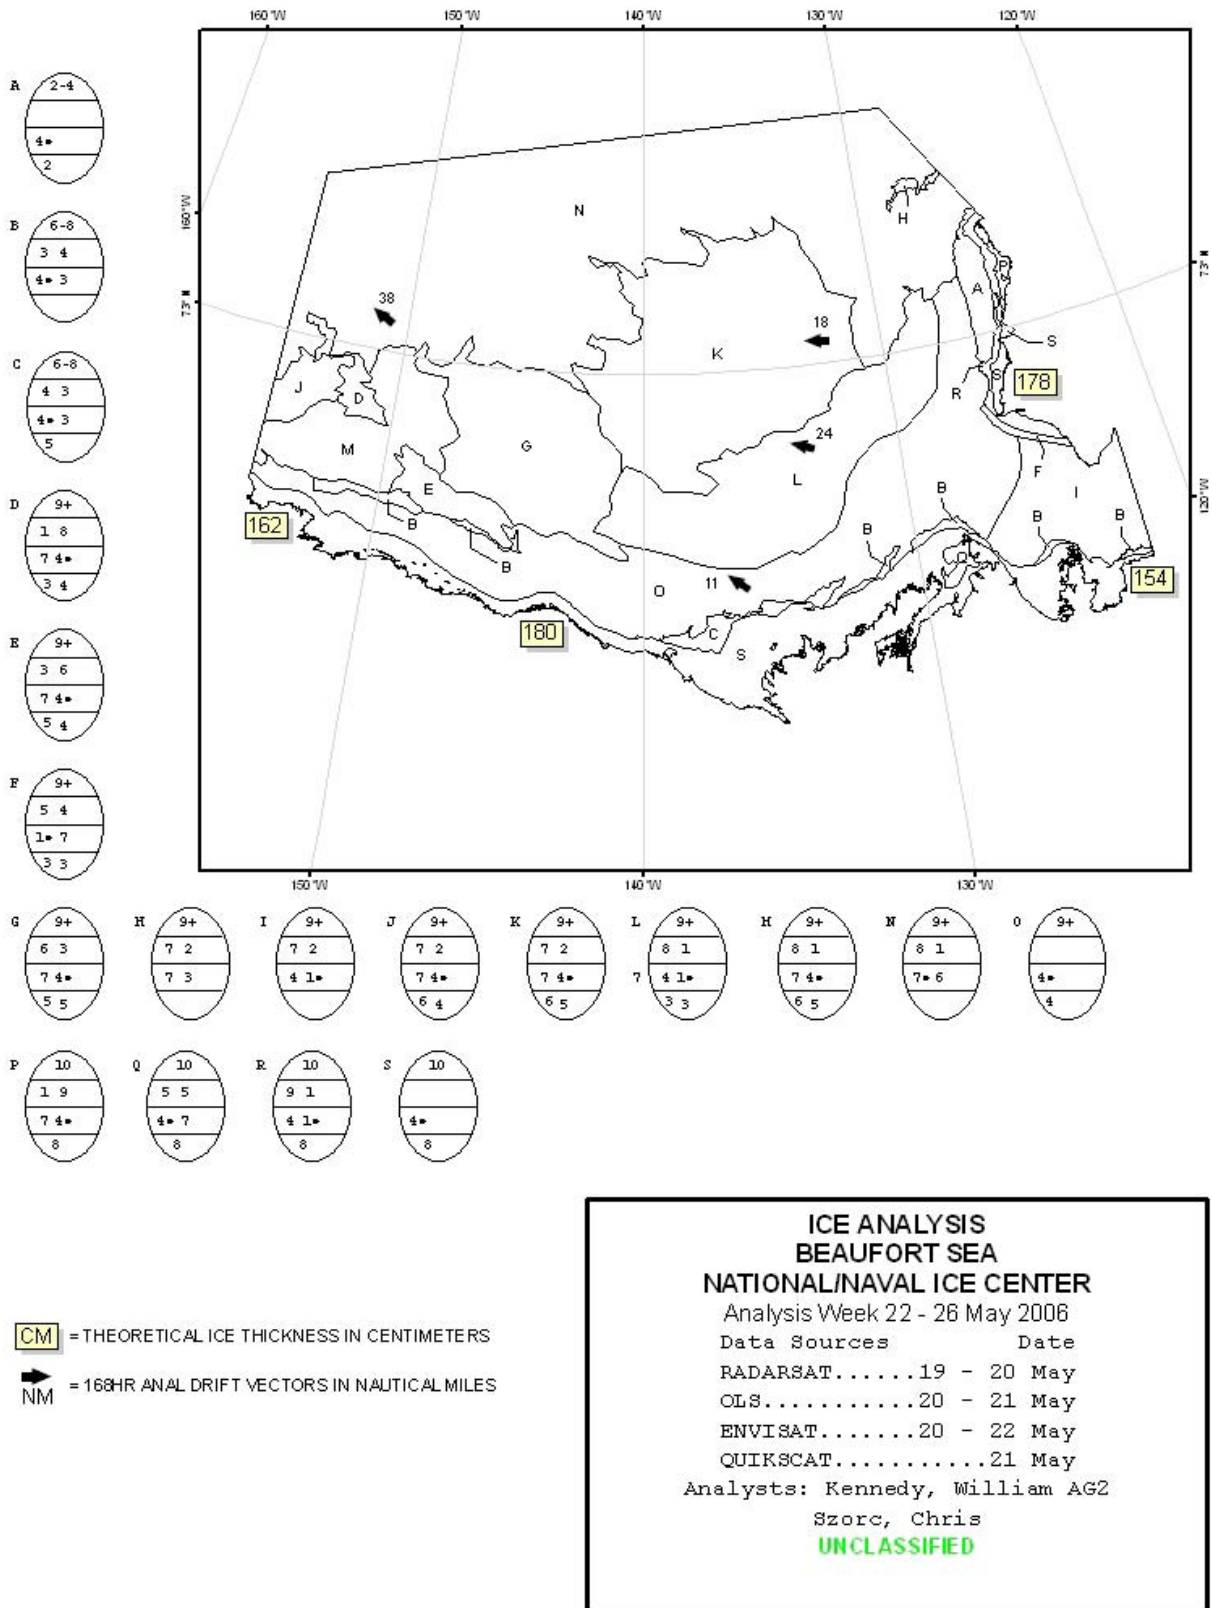 160°W 150°W 140°W 130°W 120°W
A 2-4
4•
2
B 6-8
3 4
4• 3
C 6-8
4 3
4• 3
5
D 9+
1 8
7 4•
3 4
E 9+
3 6
7 4•
5 4
F 9+
5 4
1• 7
3 3
160°W
73°N
N
H
P
73°N
A
38
18
S
K
J
D
S
178
R
24
M
G
F
E
L
I
120°W
B
B
B
162
B
B
B
Q
154
11
O
180
C
S
150°W 140°W 130°W
G 9+ H 9+ I 9+ J 9+ K 9+ L 9+ M 9+ N 9+ O 9+
6 3 7 2 7 2 7 2 7 2 8 1 8 1 8 1
7 4• 7 3 4 1• 7 4• 7 4• 7 4 1• 7 4• 7• 6 4•
5 5 6 4 6 5 3 3 6 5 4
P 10 Q 10 R 10 S 10
1 9 5 5 9 1
7 4• 4• 7 4 1• 4•
8 8 8 8
CM = THEORETICAL ICE THICKNESS IN CENTIMETERS
NM = 168HR ANAL DRIFT VECTORS IN NAUTICAL MILES
ICE ANALYSIS
BEAUFORT SEA
NATIONAL/NAVAL ICE CENTER
Analysis Week 22 - 26 May 2006
Data Sources Date
RADARSAT......19 - 20 May
OLS...........20 - 21 May
ENVISAT.......20 - 22 May
QUIKSCAT...........21 May
Analysts: Kennedy, William AG2
Szorc, Chris
UNCLASSIFIED